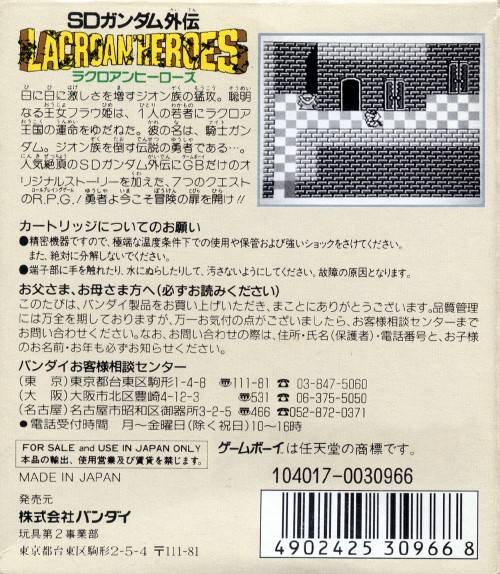 SDガンダム外伝
LACROAN'HEROES
ラクロアンヒーローズ
日に日に激しさを増すジオン族の猛攻。聡明
なる王女フラウ姫は、1人の若者にラクロア
王国の運命をゆだねた。彼の名は、騎士ガン
ダム。ジオン族を倒す伝説の勇者である…。
人気絶頂のSDガンダム外伝にGBだけのオ
リジナルストーリーを加えた、7つのクエスト
のR.P.G.!勇者よ今こそ冒険の扉を開け!!
カートリッジについてのお願い
●精密機器ですので、極端な温度条件下での使用や保管および強いショックをさけてください。
また、絶対に分解しないでください。
●端子部に手を触れたり、水にぬらしたりして、汚さないようにしてください。故障の原因となります。
お父さま、お母さま方へ(必ずお読みください)
このたびは、バンダイ製品をお買い上げいただき、まことにありがとうございます。品質管理
には万全を期しておりますが、万一お気付の点がございましたら、お客様相談センターまで
お問い合わせください。なお、お問い合わせの際は、住所・氏名(保護者)・電話番号と、お子様
のお名前・お年も必ずお知らせください。
バンダイお客様相談センター
(東 京)東京都台東区駒形1-4-8 〠111-81 ☎ 03-847-5060
(大 阪)大阪市北区豊崎4-12-3 〠531 ☎ 06-375-5050
(名古屋)名古屋市昭和区御器所3-2-5 〠466 ☎052-872-0371
●電話受付時間 月〜金曜日(除く祝日)10〜16時
FOR SALE and USE IN JAPAN ONLY
本品の輸出、使用営業及び賃貸を禁じます。
ゲームボーイは任天堂の商標です。
MADE IN JAPAN
104017-0030966
発売元
株式会社バンダイ
玩具第2事業部
東京都台東区駒形2-5-4 〒111-81
4902425309668